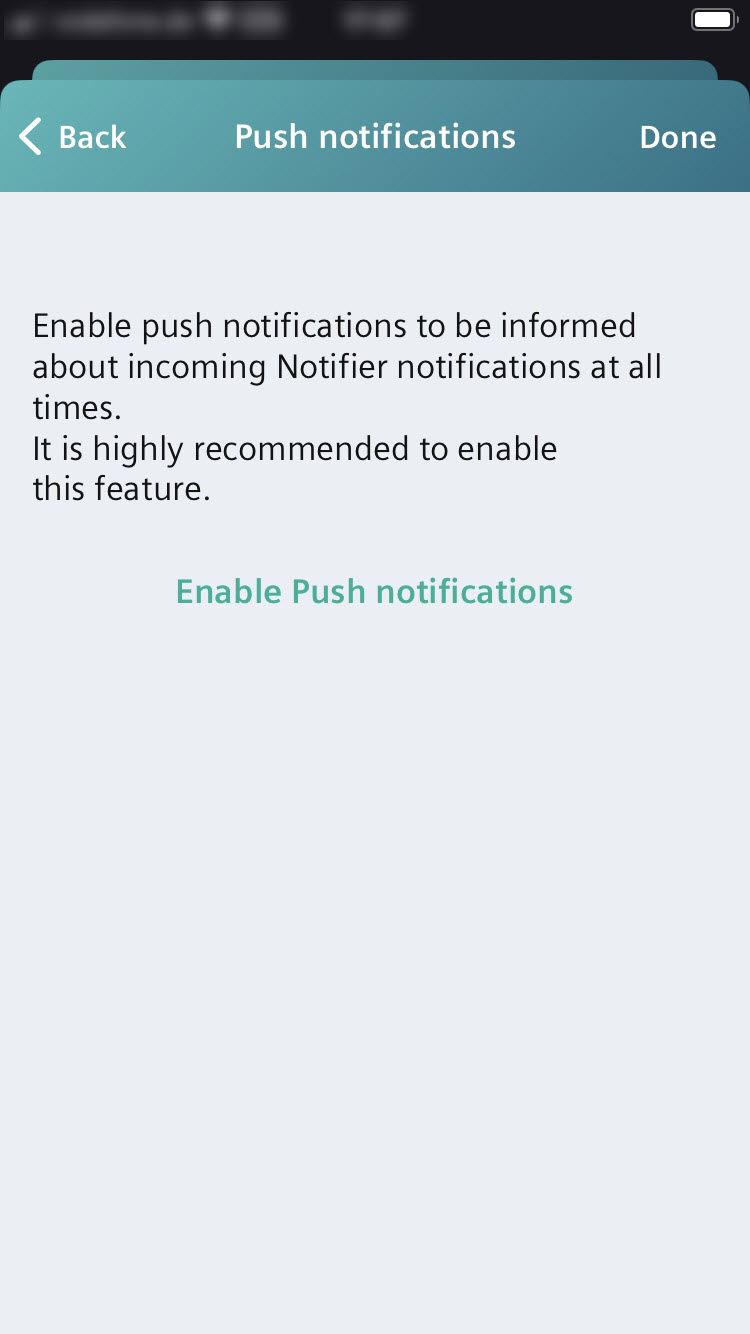 Back Push notifications Done
Enable push notifications to be informed
about incoming Notifier notifications at all
times.
It is highly recommended to enable
this feature.
Enable Push notifications